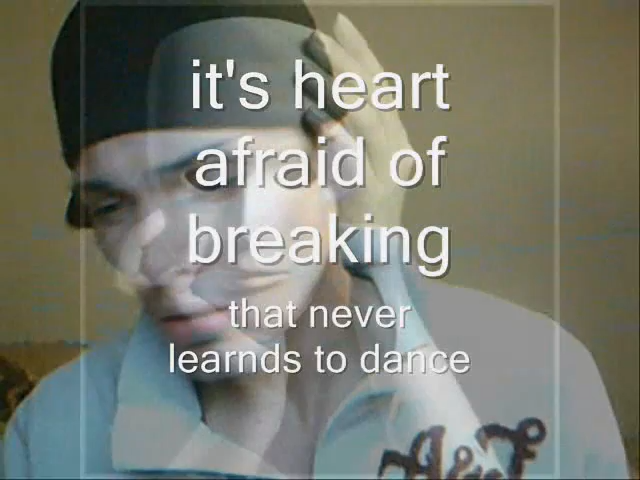 it's heart
afraid of
breaking
that never
learnds to dance
A&F